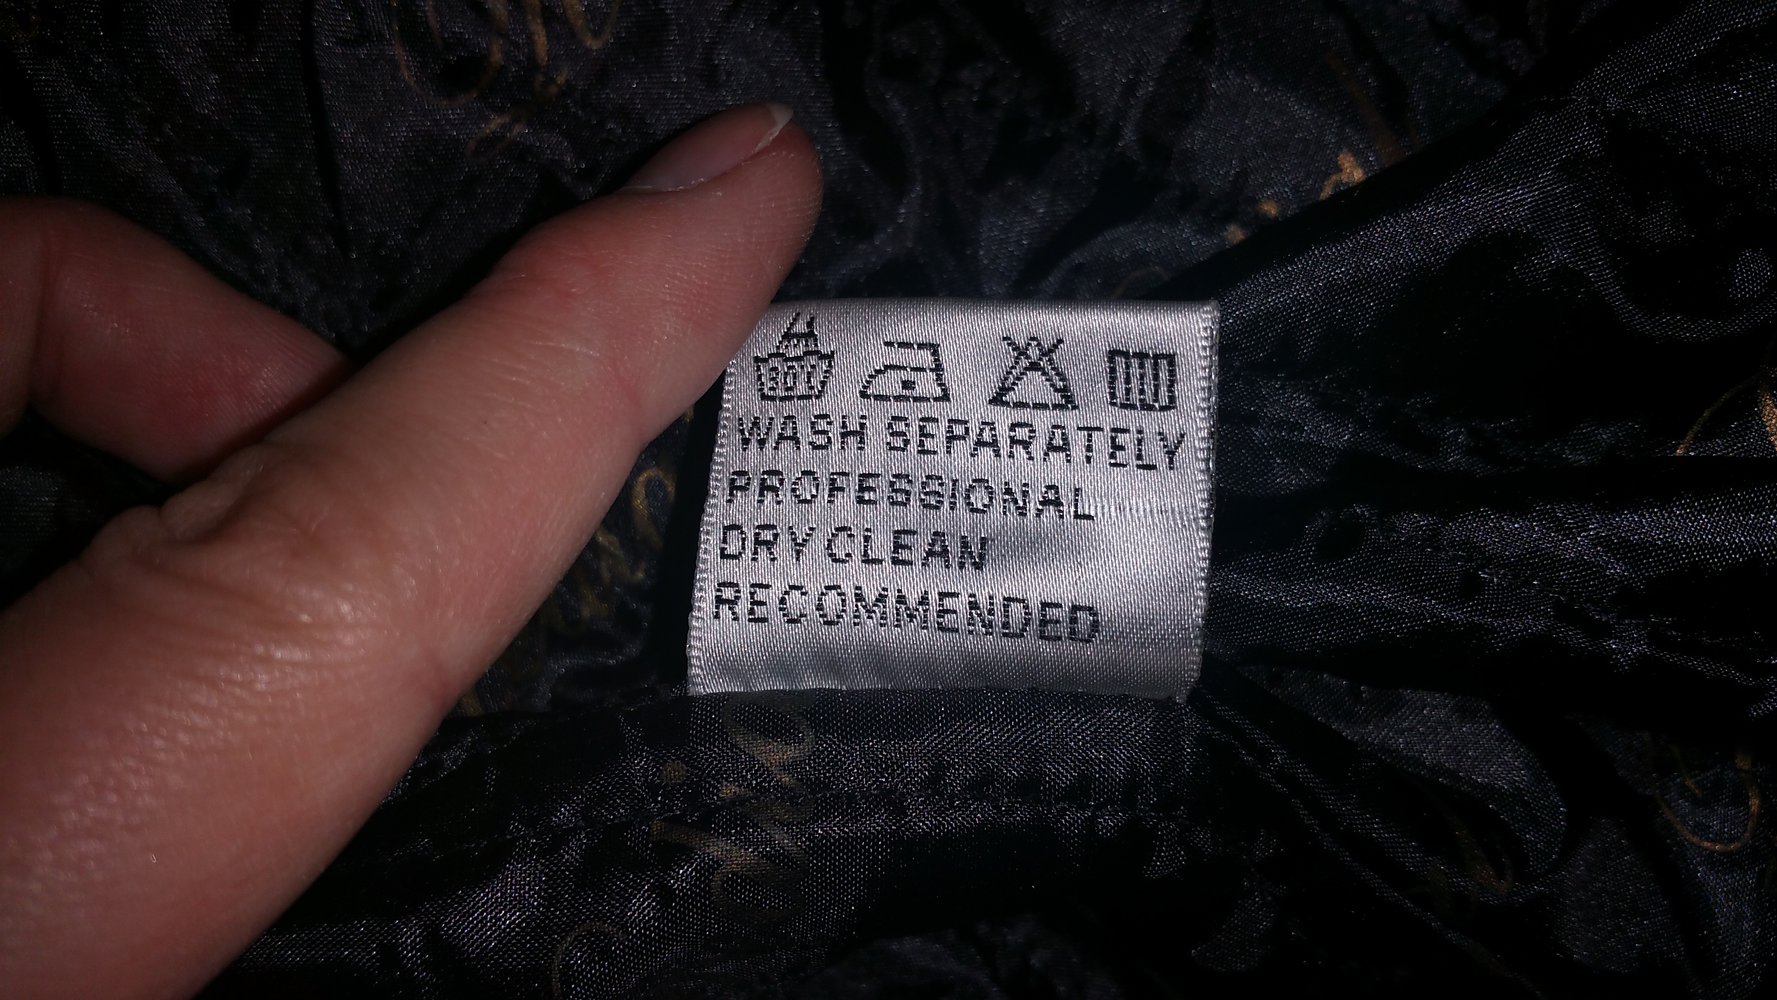 30°
WASH SEPARATELY
PROFESSIONAL
DRY CLEAN
RECOMMENDED